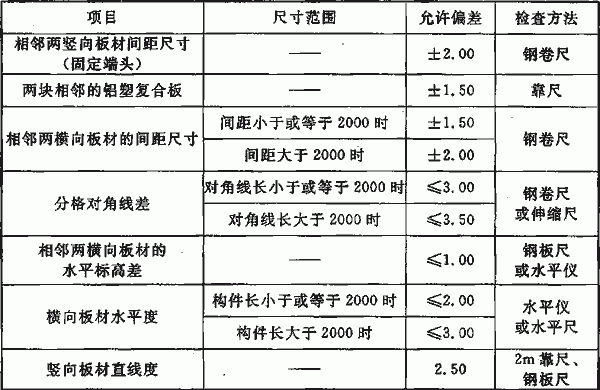 项目 尺寸范围 允许偏差 检查方法
相邻两竖向板材间距尺寸
(固定端头) —— ±2.00 钢卷尺
两块相邻的铝塑复合板 —— ±1.50 靠尺
相邻两横向板材的间距尺寸 间距小于或等于 2000 时 ±1.50 钢卷尺
间距大于 2000 时 ±2.00
分格对角线差 对角线长小于或等于 2000 时 ≤3.00 钢卷尺
或伸缩尺
对角线长大于 2000 时 ≤3.50
相邻两横向板材的
水平标高差 —— ≤1.00 钢板尺
或水平仪
横向板材水平度 构件长小于或等于 2000 时 ≤2.00 水平仪
或水平尺
构件长大于 2000 时 ≤3.00
竖向板材直线度 —— 2.50 2m 靠尺、
钢板尺